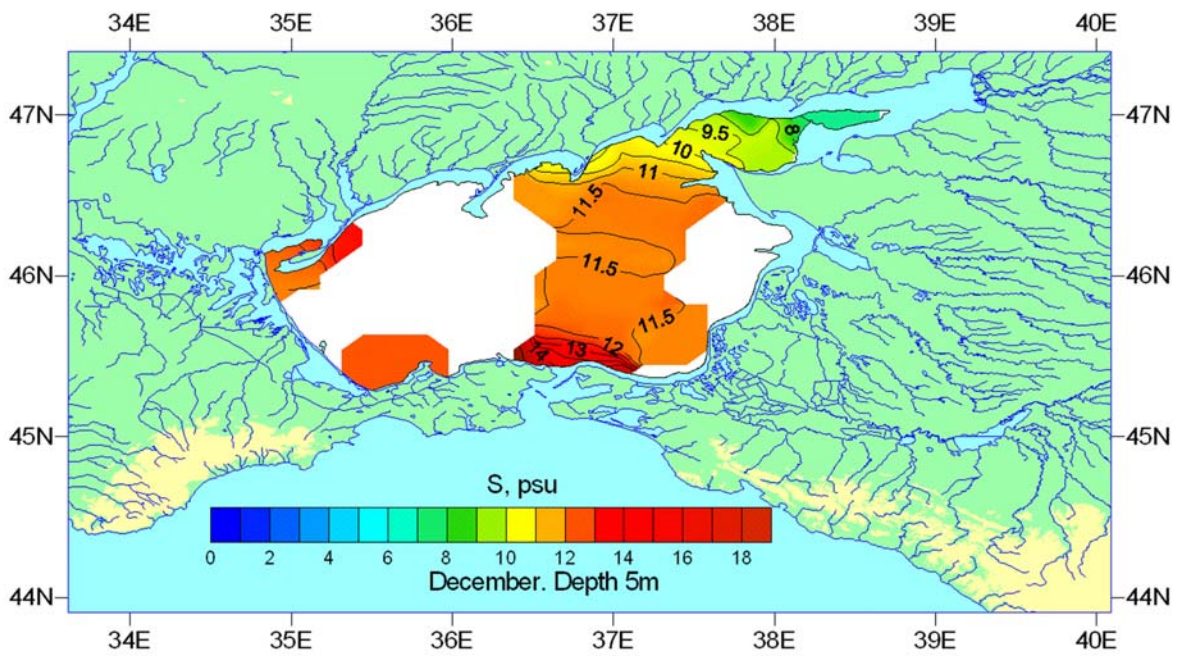 34E 35E 36E 37E 38E 39E 40E
47N 47N
9.5 8
10
11
11.5
46N 46N
11.5
11.5
12
13
14
45N 45N
S, psu
0 2 4 6 8 10 12 14 16 18
December. Depth 5m
44N 44N
34E 35E 36E 37E 38E 39E 40E